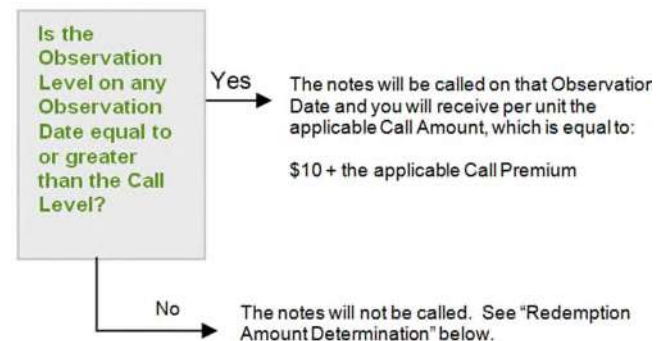 Is the
Observation
Level on any
Observation
Date equal to
or greater
than the Call
Level?
Yes
The notes will be called on that Observation
Date and you will receive per unit the
applicable Call Amount, which is equal to:
$10 + the applicable Call Premium
No
The notes will not be called. See “Redemption
Amount Determination” below.